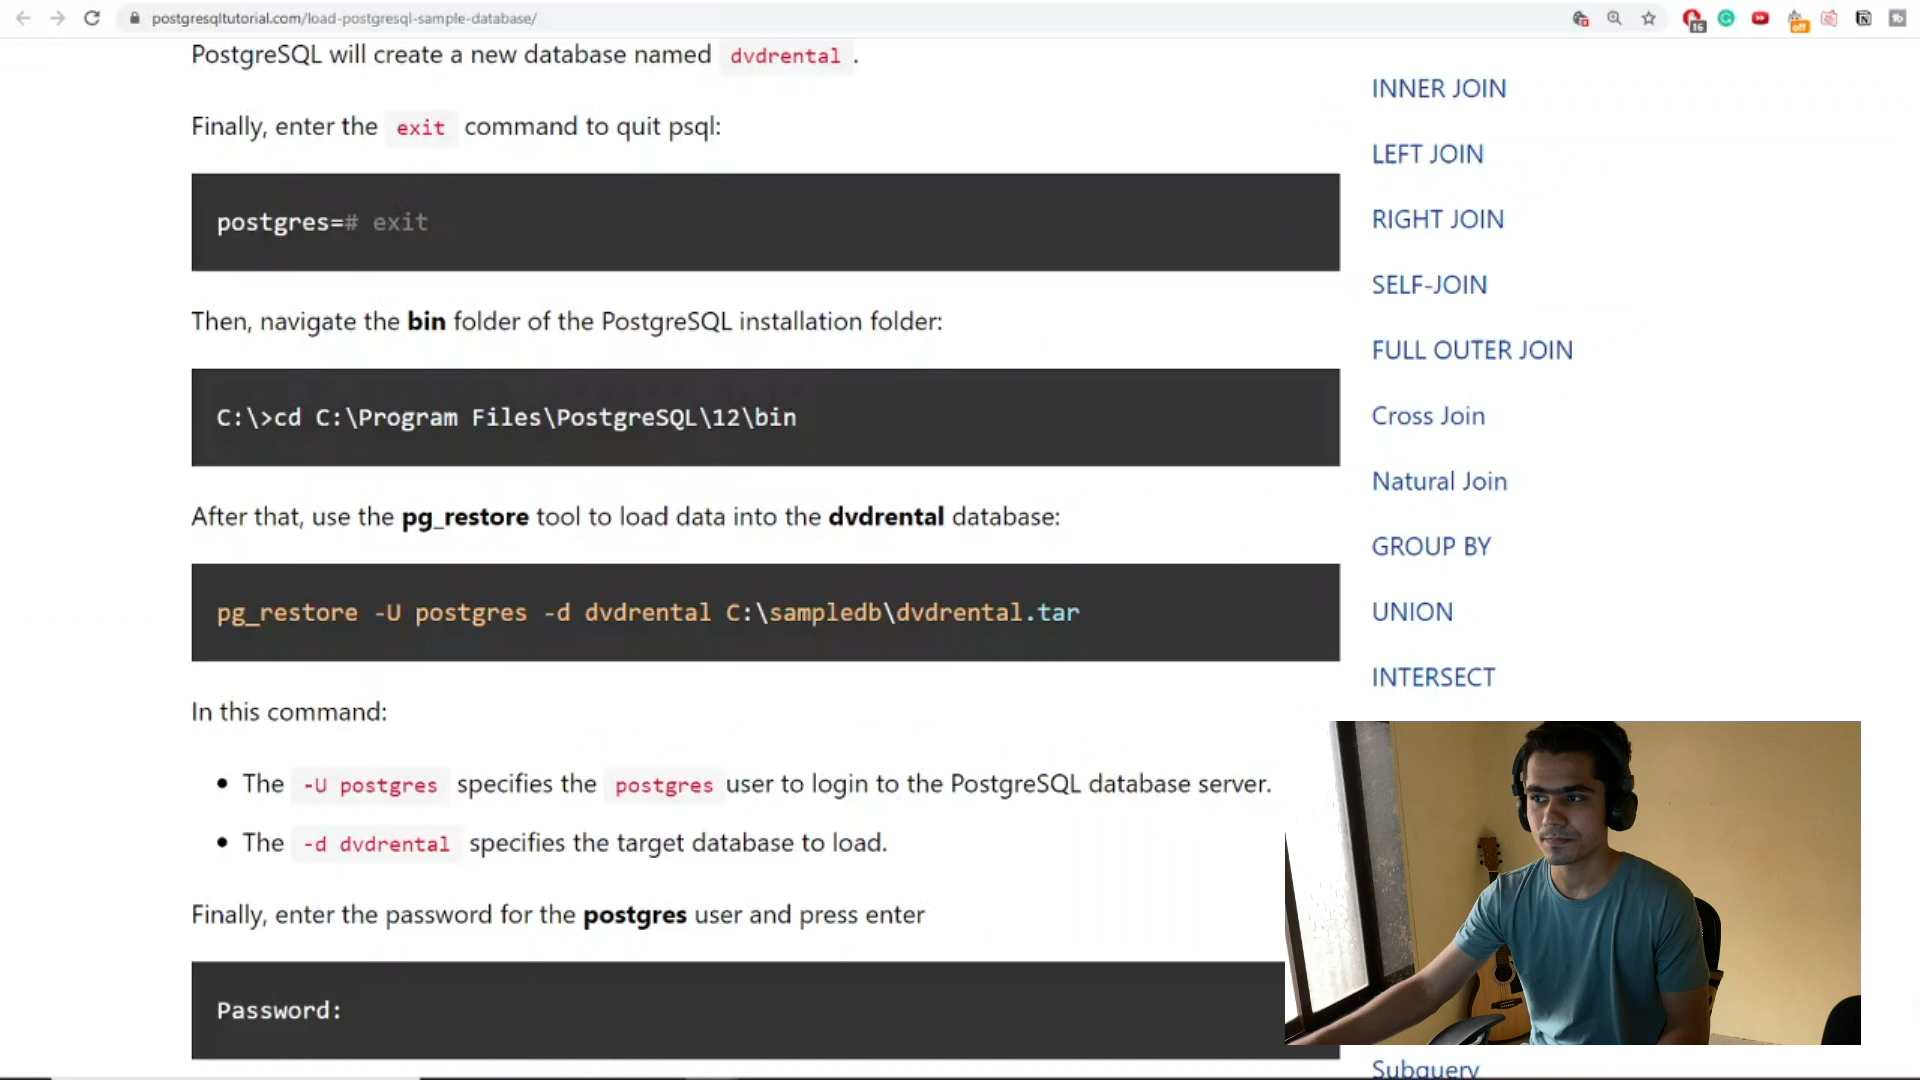 postgresqltutorial.com/load-postgresql-sample-database/
16
off
PostgreSQL will create a new database named dvdrental .
Finally, enter the exit command to quit psql:
postgres=# exit
Then, navigate the bin folder of the PostgreSQL installation folder:
C:\>cd C:\Program Files\PostgreSQL\12\bin
After that, use the pg_restore tool to load data into the dvdrental database:
pg_restore -U postgres -d dvdrental C:\sampledb\dvdrental.tar
In this command:
• The -U postgres specifies the postgres user to login to the PostgreSQL database server.
• The -d dvdrental specifies the target database to load.
Finally, enter the password for the postgres user and press enter
Password:
INNER JOIN
LEFT JOIN
RIGHT JOIN
SELF-JOIN
FULL OUTER JOIN
Cross Join
Natural Join
GROUP BY
UNION
INTERSECT
Subquery